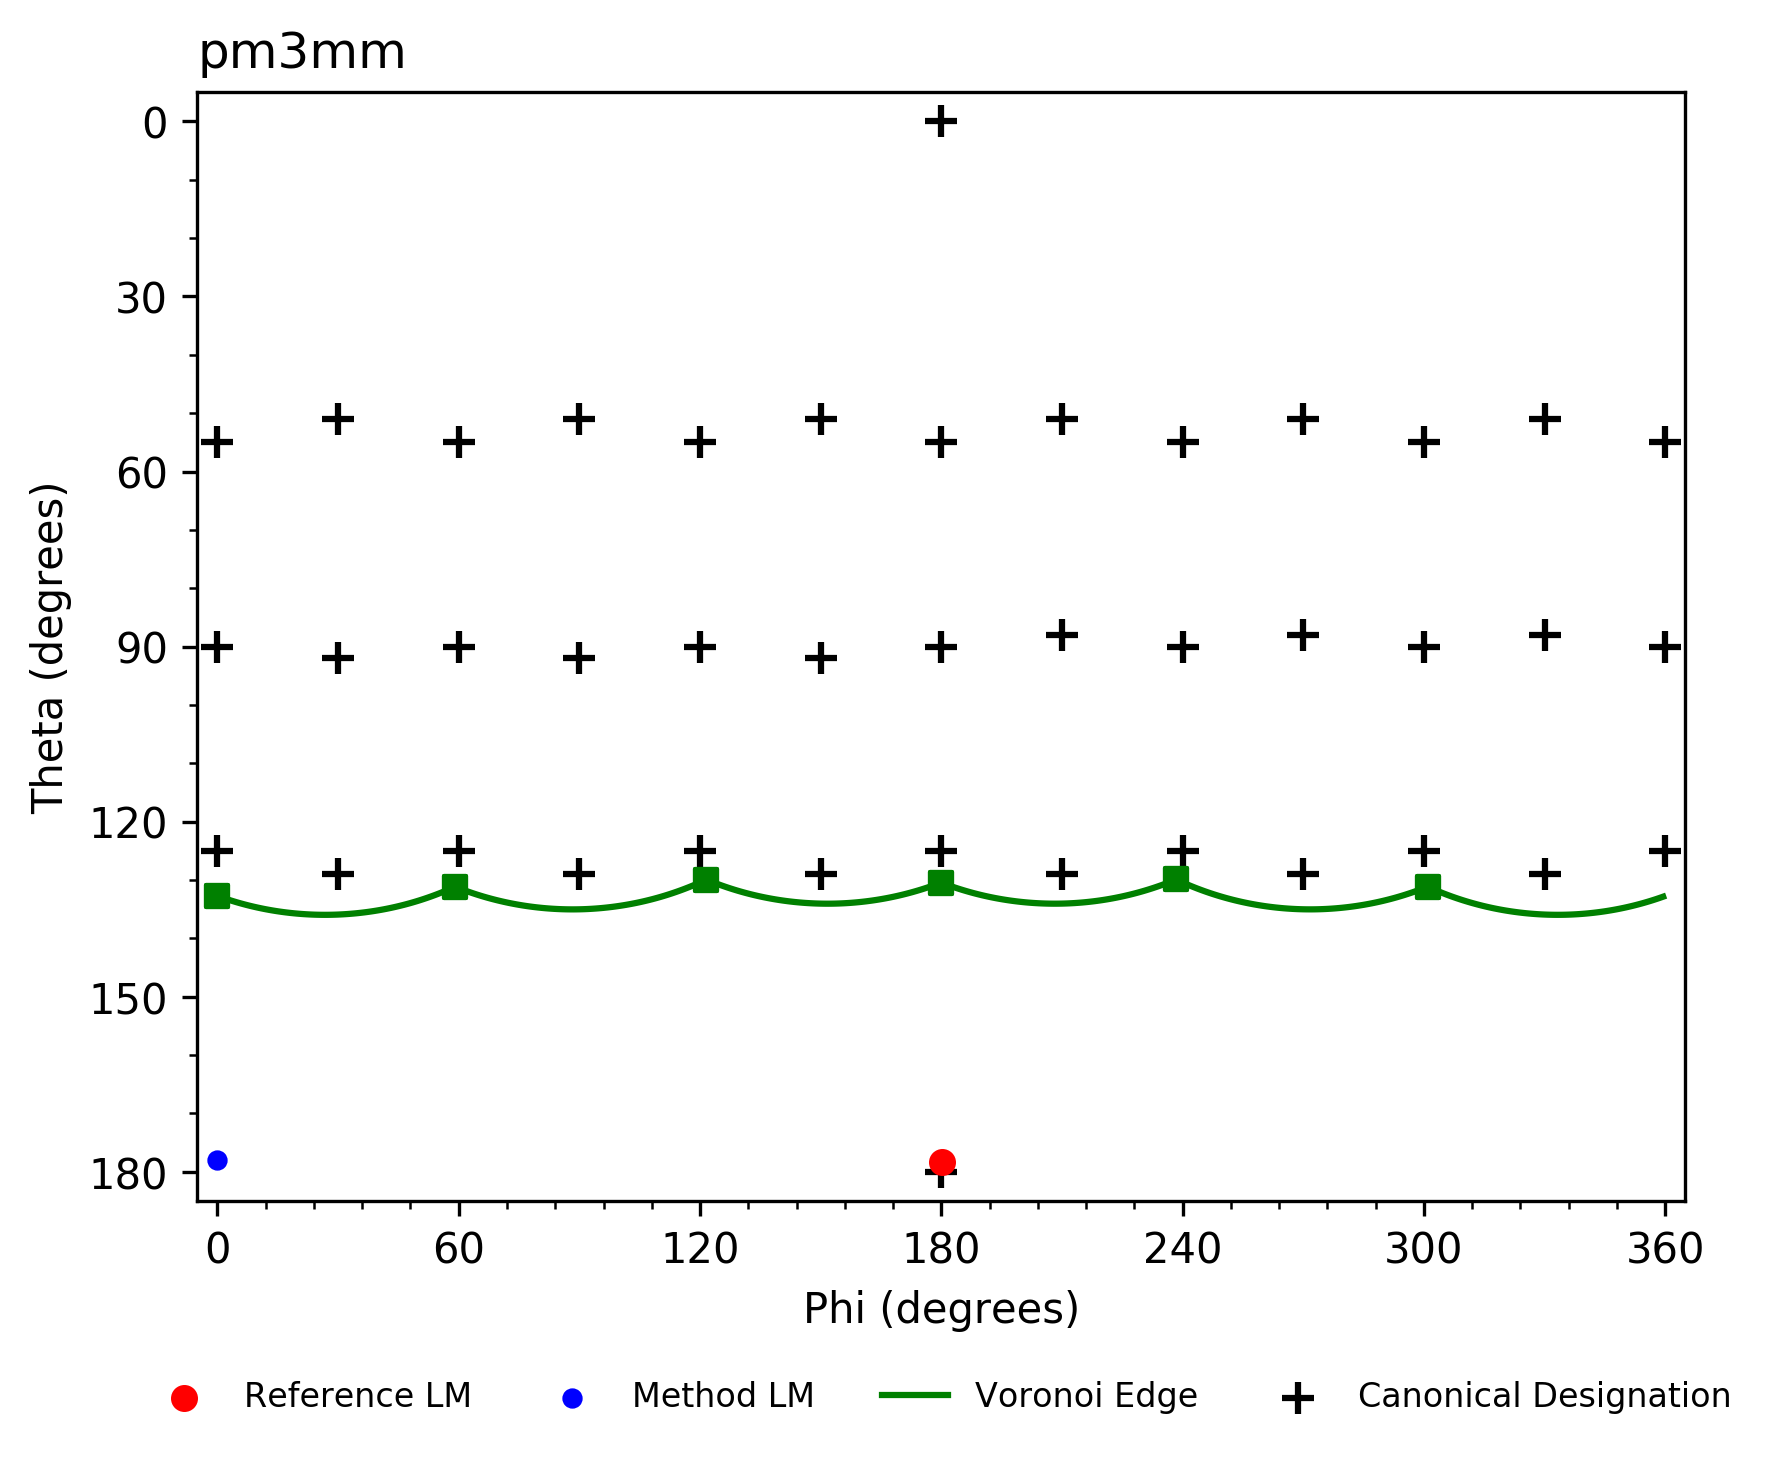 pm3mm
0
30
60
90
120
150
180
Theta (degrees)
0 60 120 180 240 300 360
Phi (degrees)
Reference LM Method LM Voronoi Edge Canonical Designation